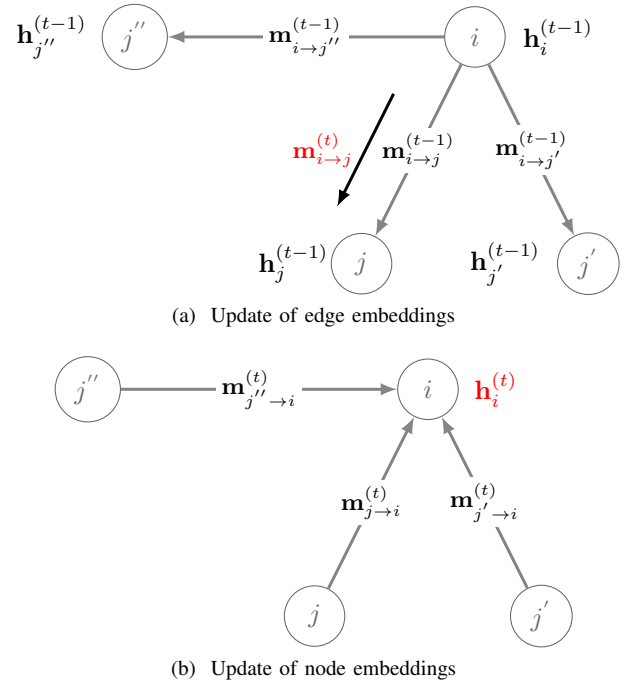 h_{j''}^{(t-1)} j'' m_{i→j''}^{(t-1)} i h_i^{(t-1)}
m_{i→j}^{(t)} m_{i→j}^{(t-1)} m_{i→j'}^{(t-1)}
h_j^{(t-1)} j h_{j'}^{(t-1)} j'
(a) Update of edge embeddings
j'' m_{j''→i}^{(t)} i h_i^{(t)}
m_{j→i}^{(t)} m_{j'→i}^{(t)}
j j'
(b) Update of node embeddings